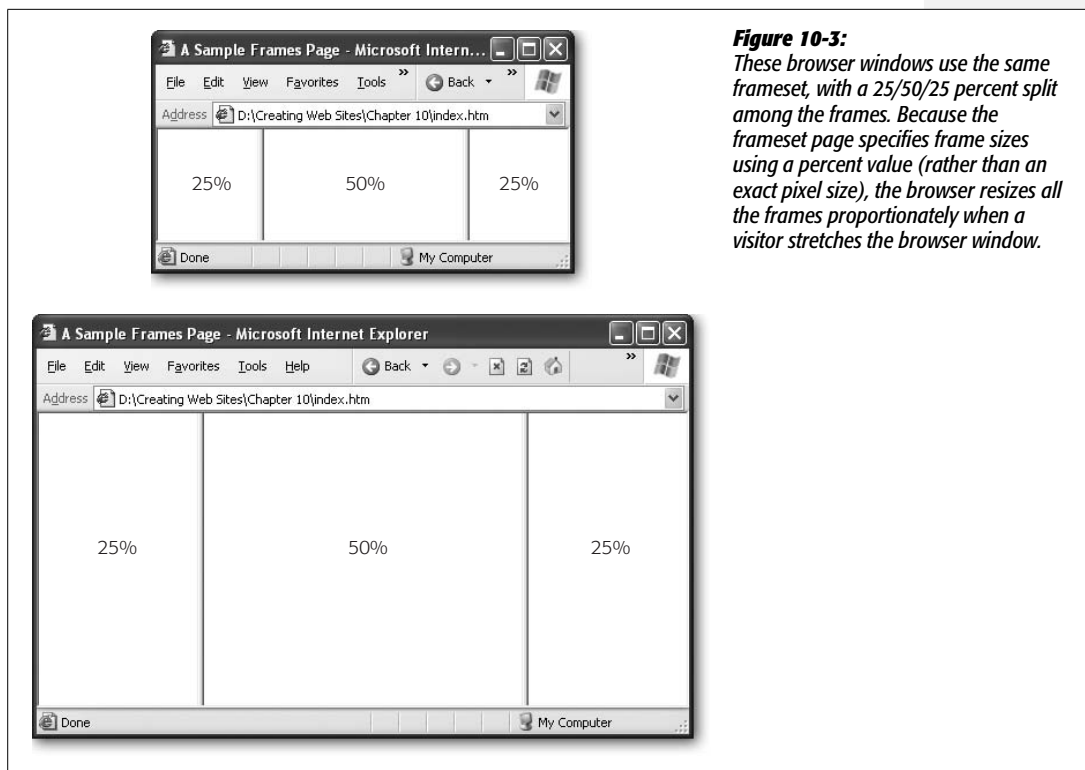 A Sample Frames Page - Microsoft Intern...
File Edit View Favorites Tools » Back »
Address D:\Creating Web Sites\Chapter 10\index.htm
25% 50% 25%
Done My Computer
Figure 10-3:
These browser windows use the same
frameset, with a 25/50/25 percent split
among the frames. Because the
frameset page specifies frame sizes
using a percent value (rather than an
exact pixel size), the browser resizes all
the frames proportionately when a
visitor stretches the browser window.
A Sample Frames Page - Microsoft Internet Explorer
File Edit View Favorites Tools Help Back »
Address D:\Creating Web Sites\Chapter 10\index.htm
25% 50% 25%
Done My Computer